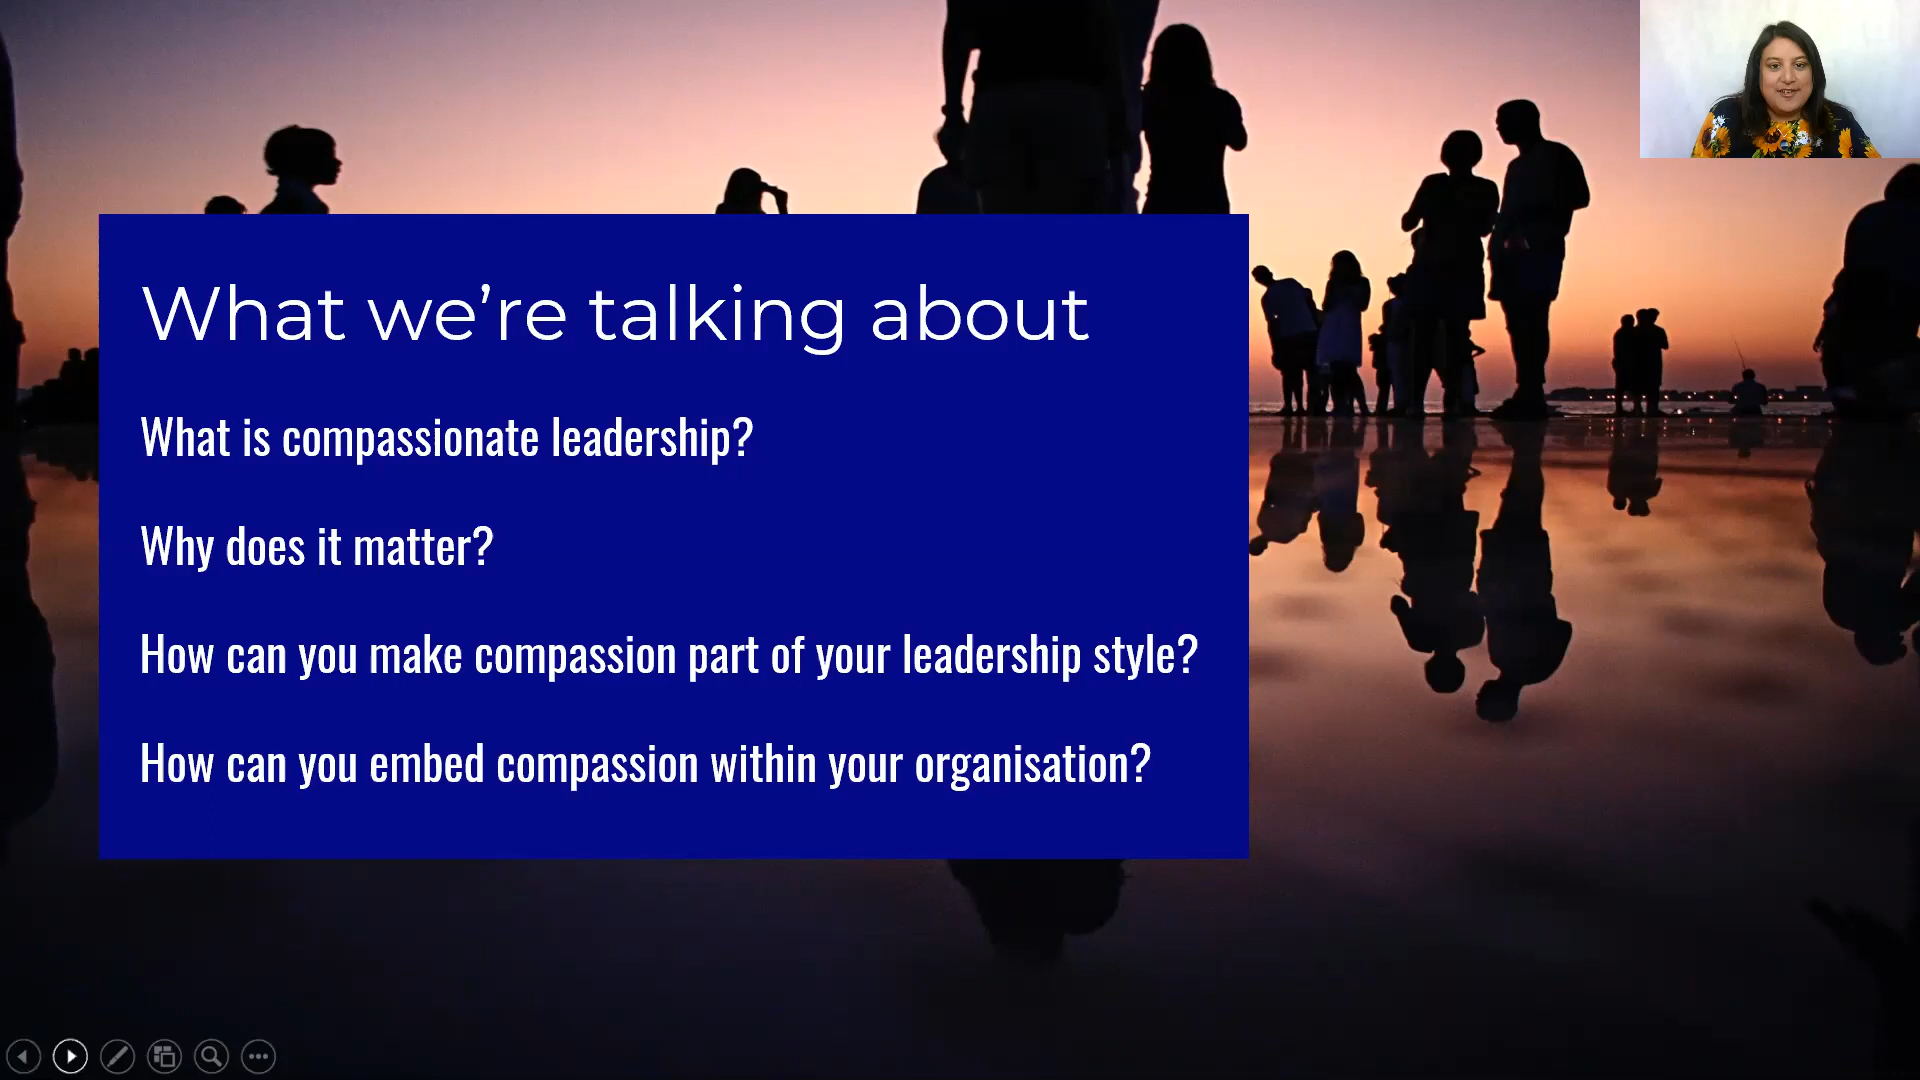 What we’re talking about
What is compassionate leadership?
Why does it matter?
How can you make compassion part of your leadership style?
How can you embed compassion within your organisation?